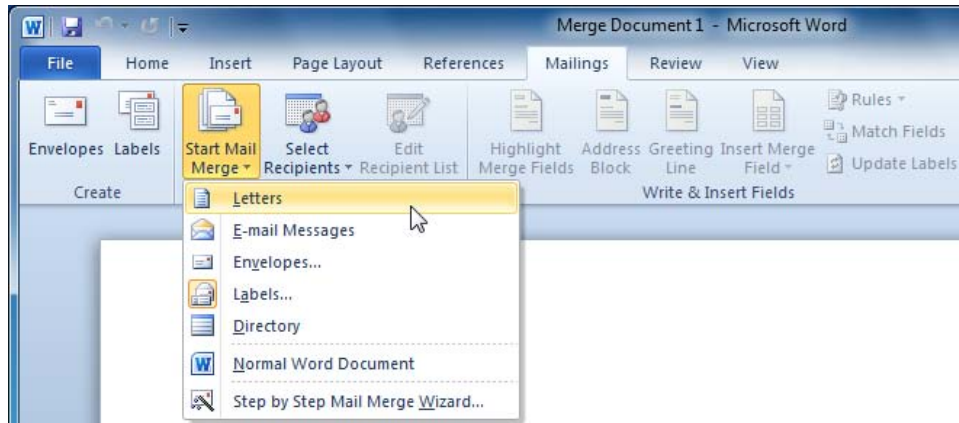 Merge Document 1 - Microsoft Word
File Home Insert Page Layout References Mailings Review View
Envelopes Labels
Start Mail Merge
Select Recipients
Edit Recipient List
Highlight Merge Fields
Address Block
Greeting Line
Insert Merge Field
Rules
Match Fields
Update Labels
Create
Write & Insert Fields
Letters
E-mail Messages
Envelopes...
Labels...
Directory
Normal Word Document
Step by Step Mail Merge Wizard...